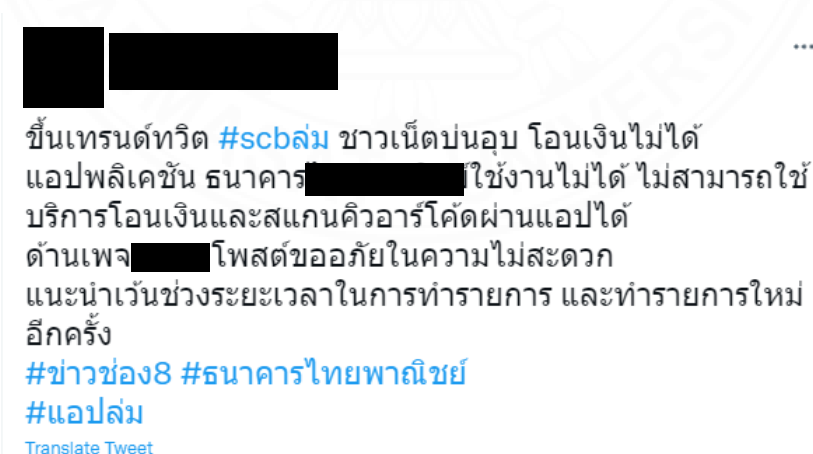 ขึ้นเทรนด์ทวิต #scbล่ม ชาวเน็ตบ่นอุบ โอนเงินไม่ได้
แอปพลิเคชัน ธนาคาร ใช้งานไม่ได้ ไม่สามารถใช้
บริการโอนเงินและสแกนคิวอาร์โค้ดผ่านแอปได้
ด้านเพจ โพสต์ขออภัยในความไม่สะดวก
แนะนำเว้นช่วงระยะเวลาในการทำรายการ และทำรายการใหม่
อีกครั้ง
#ข่าวช่อง8 #ธนาคารไทยพาณิชย์
#แอปล่ม
Translate Tweet